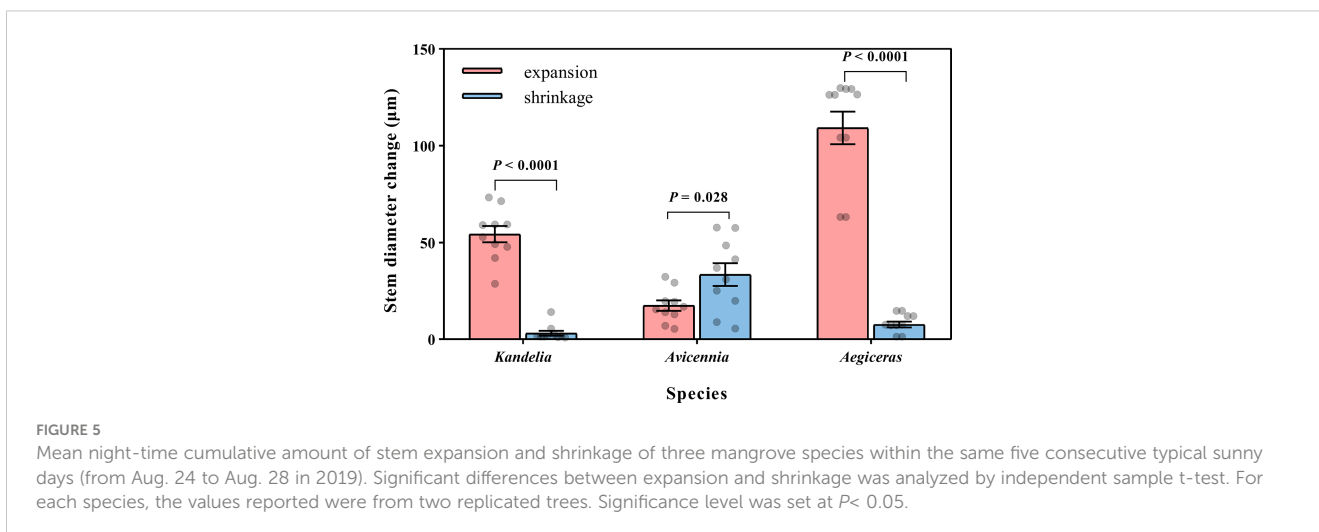 150
P < 0.0001
expansion
shrinkage
100
P < 0.0001
P = 0.028
50
0
Stem diameter change (µm)
Kandelia
Avicennia
Aegiceras
Species
FIGURE 5
Mean night-time cumulative amount of stem expansion and shrinkage of three mangrove species within the same five consecutive typical sunny
days (from Aug. 24 to Aug. 28 in 2019). Significant differences between expansion and shrinkage was analyzed by independent sample t-test. For
each species, the values reported were from two replicated trees. Significance level was set at P< 0.05.